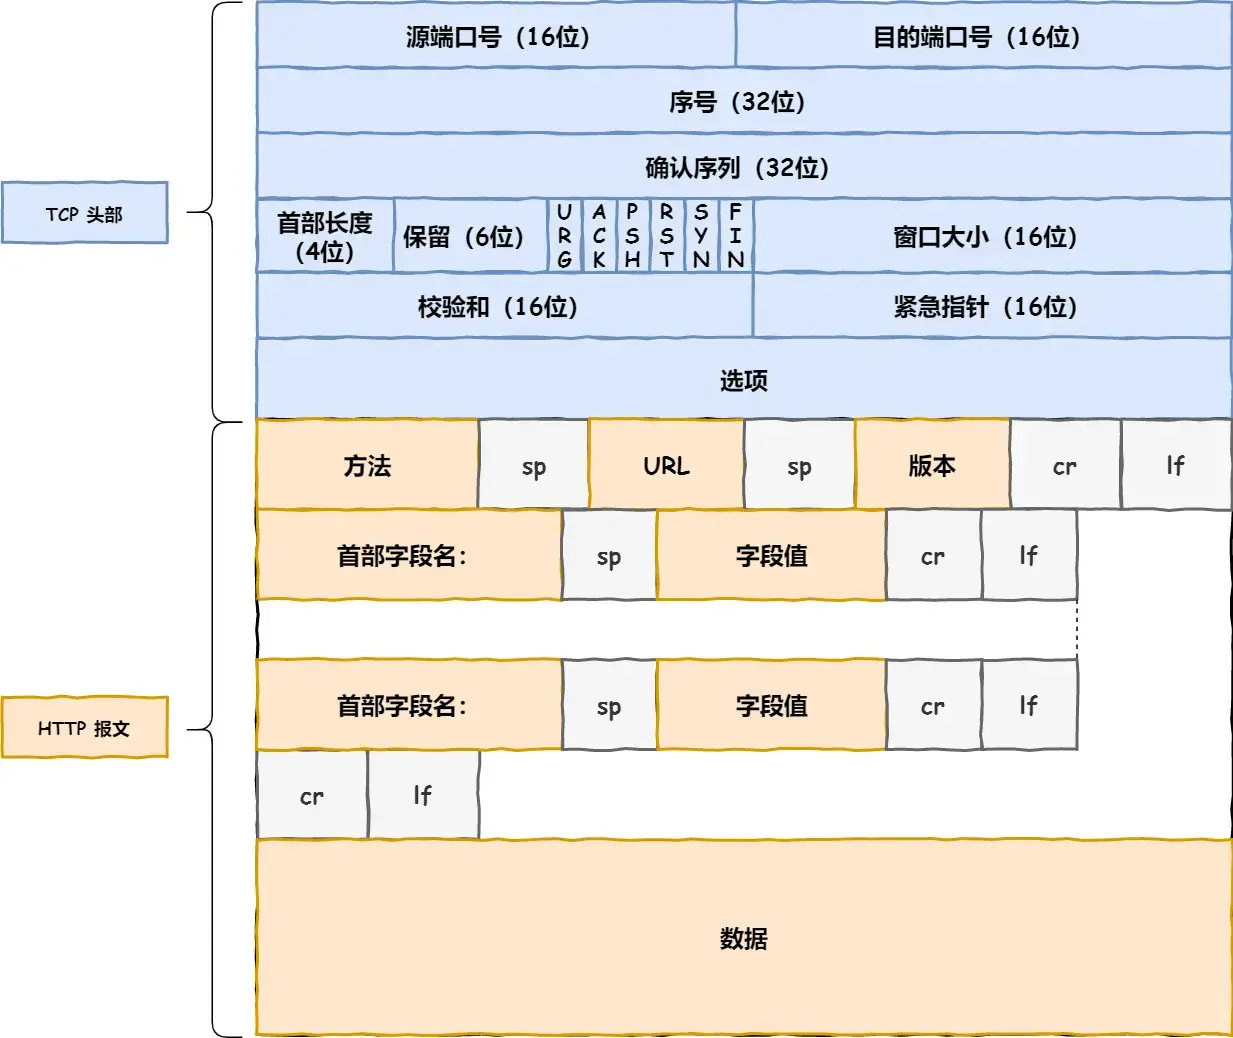 源端口号（16位）
目的端口号（16位）
序号（32位）
确认序列（32位）
TCP 头部
首部长度
（4位）
保留（6位）
URG
ACK
PSH
RST
SYN
FIN
窗口大小（16位）
校验和（16位）
紧急指针（16位）
选项
方法
sp
URL
sp
版本
cr
lf
首部字段名：
sp
字段值
cr
lf
首部字段名：
sp
字段值
cr
lf
HTTP 报文
cr
lf
数据